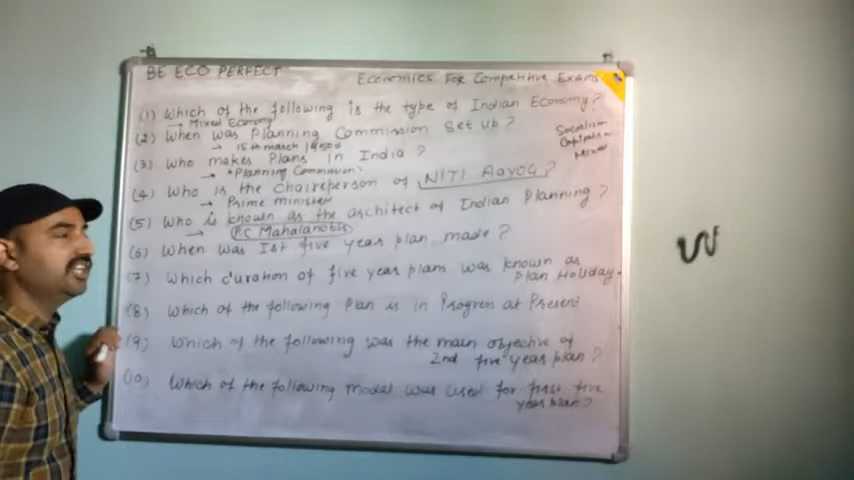 BE ECO PERFECT
Economics For Competitive Exams
(1) Which of the following is the type of Indian Economy?
→ Mixed Economy
(2) When was Planning Commission set up?
→ 15th march 1950
Socialism
Capitalism
Mixed
(3) Who makes Plans in India?
→ "Planning Commission"
(4) Who is the chaireperson of NITI Aayog?
→ Prime minister
(5) Who is known as the architect of Indian Planning?
→ P.C Mahalanobis
(6) When was Ist five year plan made?
(7) Which duration of five year plans was known as
Plan Holiday.
(8) Which of the following Plan is in Progress at Present
(9) Which of the following was the main objective of
2nd five year plan?
(10) Which of the following model was used for first five
year plan?